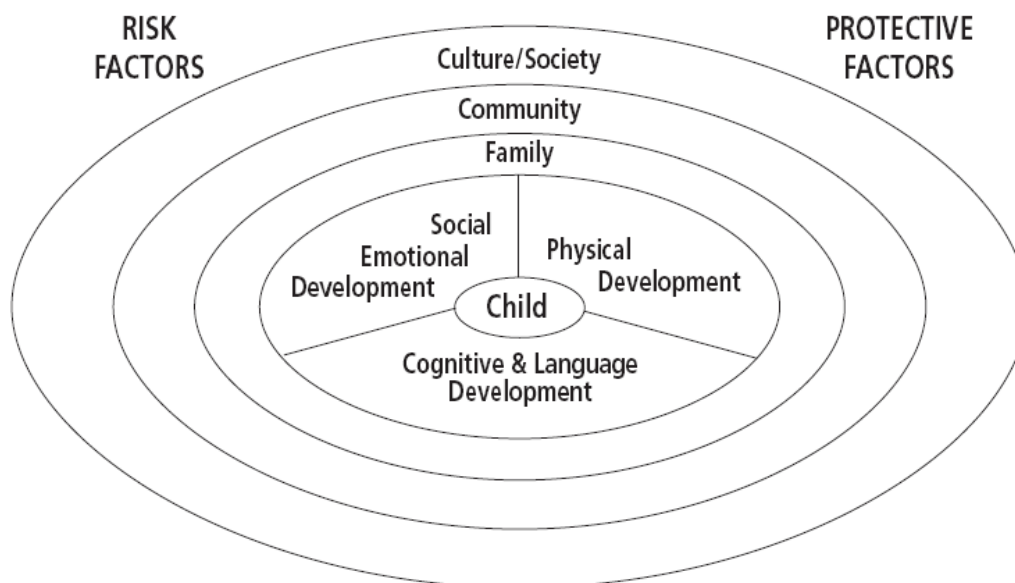 RISK
FACTORS
PROTECTIVE
FACTORS
Culture/Society
Community
Family
Social
Emotional
Development
Physical
Development
Child
Cognitive & Language
Development